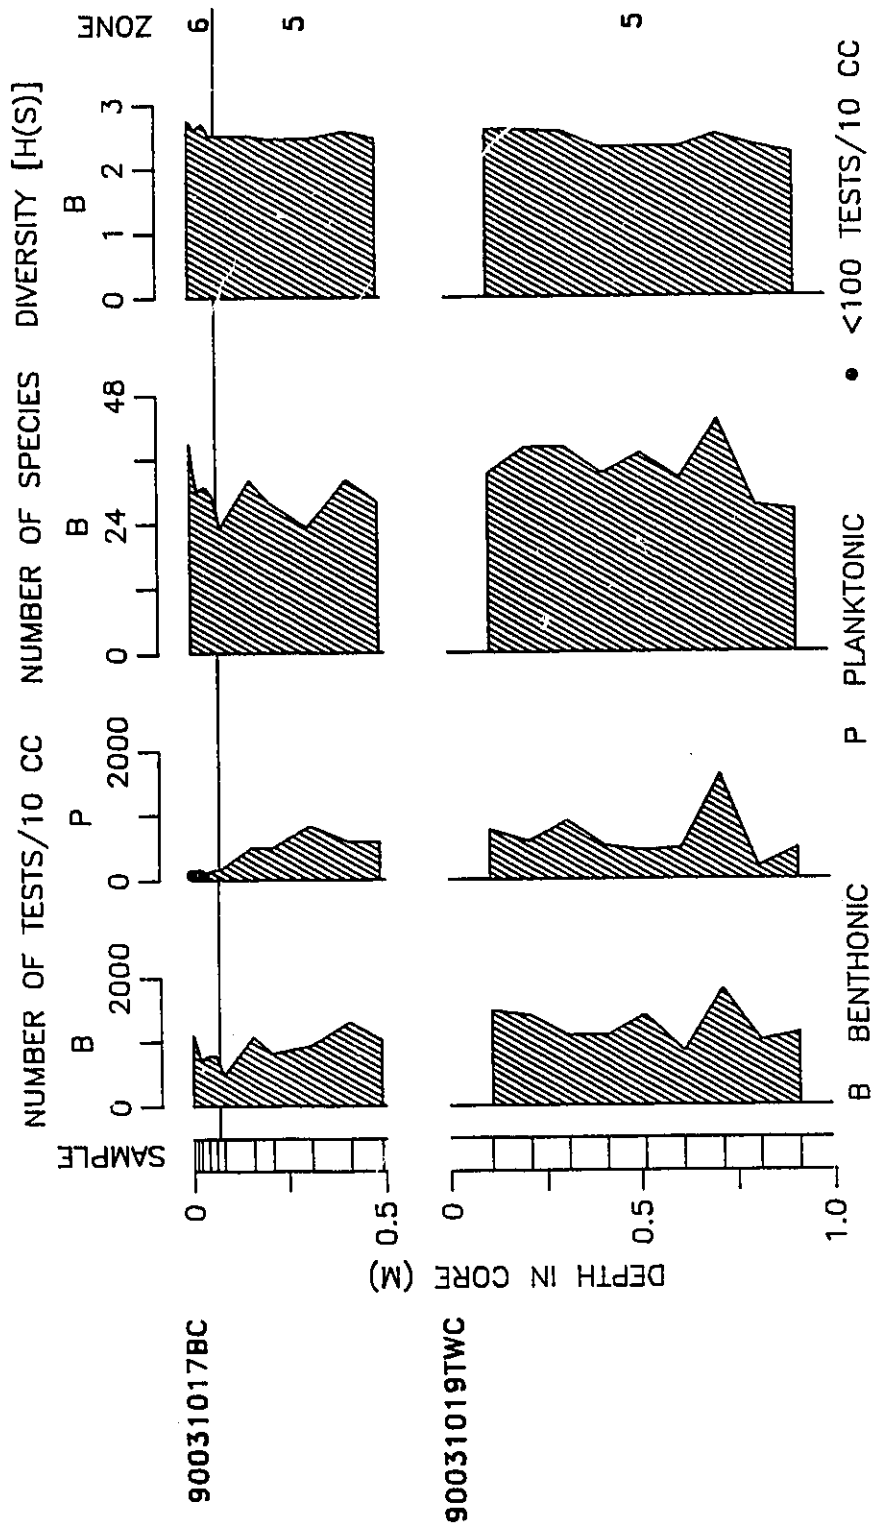 NUMBER OF TESTS/10 CC NUMBER OF SPECIES DIVERSITY [H(S)]
SAMPLE B P B B ZONE
0 2000 0 2000 0 24 48 0 1 2 3
90031017BC
0
0.5
6
5
DEPTH IN CORE (M)
90031019TWC
0
0.5
1.0
5
B BENTHONIC P PLANKTONIC • <100 TESTS/10 CC